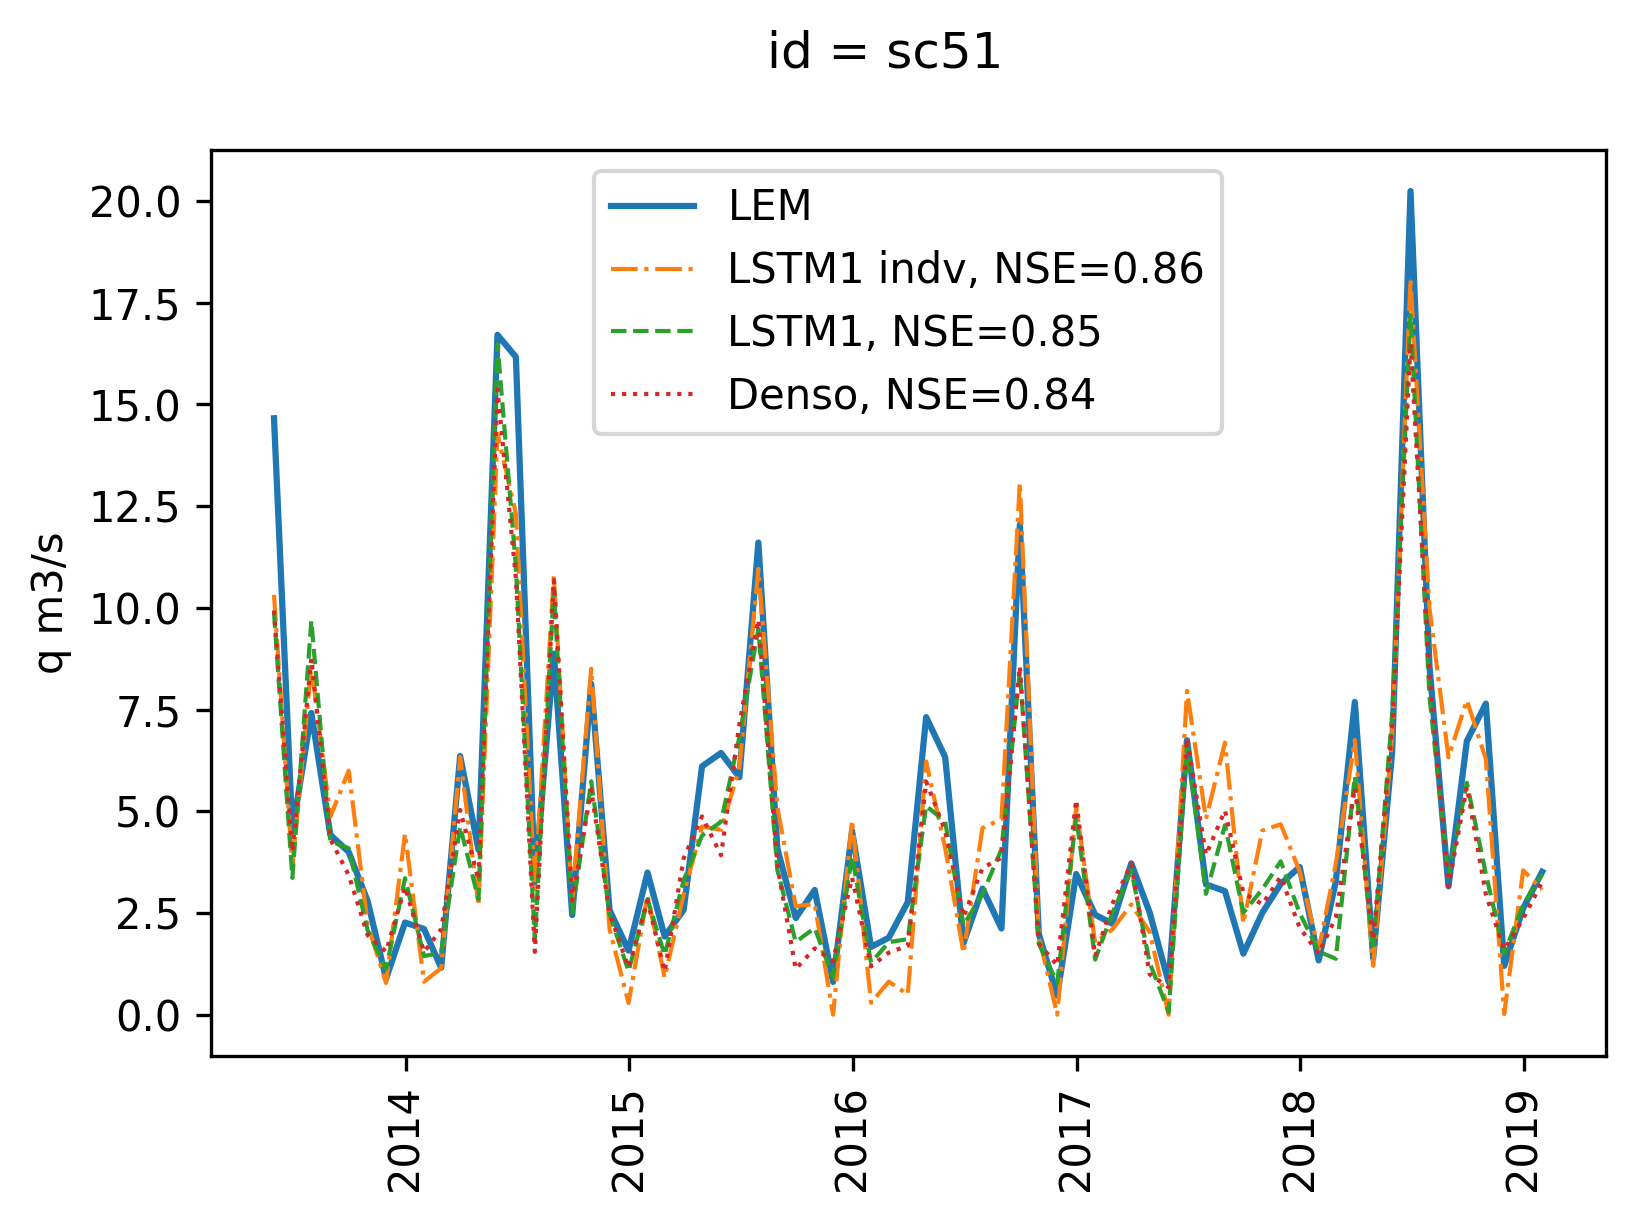 id = sc51
LEM
LSTM1 indv, NSE=0.86
LSTM1, NSE=0.85
Denso, NSE=0.84
q m3/s
20.0
17.5
15.0
12.5
10.0
7.5
5.0
2.5
0.0
2014
2015
2016
2017
2018
2019